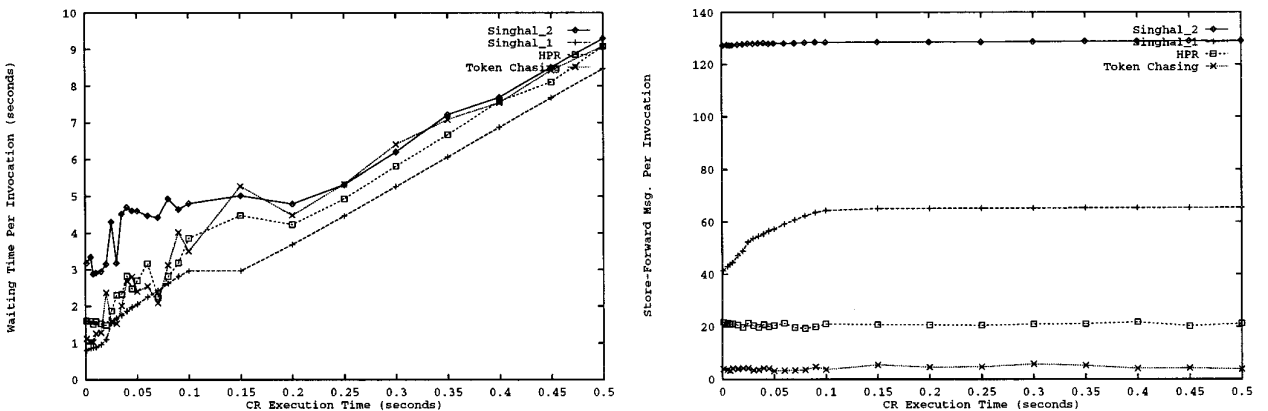 10
9
8
7
6
5
4
3
2
1
0
Waiting Time Per Invocation (seconds)
Singhal_2
Singhal_1
HPR
Token Chasing
0 0.05 0.1 0.15 0.2 0.25 0.3 0.35 0.4 0.45 0.5
CR Execution Time (seconds)
140
120
100
80
60
40
20
0
Store-Forward Msg. Per Invocation
Singhal_2
Singhal_1
HPR
Token Chasing
0 0.05 0.1 0.15 0.2 0.25 0.3 0.35 0.4 0.45 0.5
CR Execution Time (seconds)